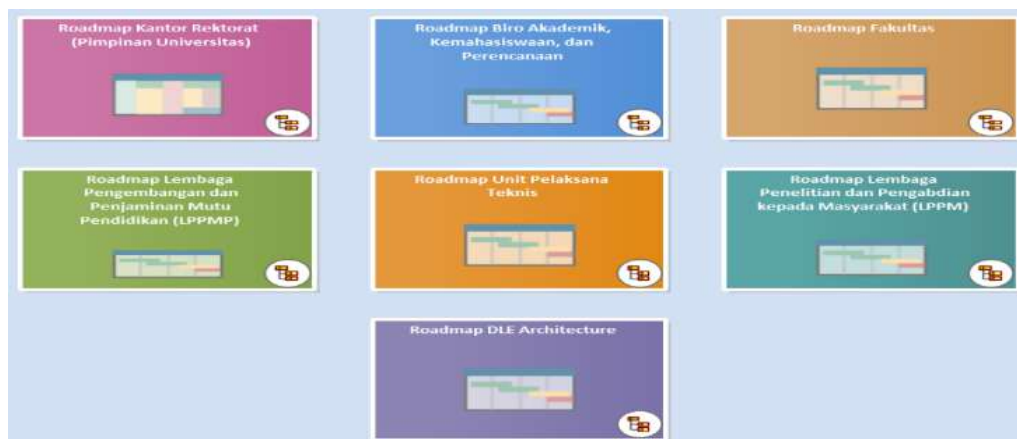 Roadmap Kantor Rektorat
(Pimpinan Universitas)
Roadmap Biro Akademik,
Kemahasiswaan, dan
Perencanaan
Roadmap Fakultas
Roadmap Lembaga
Pengembangan dan
Penjaminan Mutu
Pendidikan (LPPMP)
Roadmap Unit Pelaksana
Teknis
Roadmap Lembaga
Penelitian dan Pengabdian
kepada Masyarakat (LPPM)
Roadmap DLE Architecture